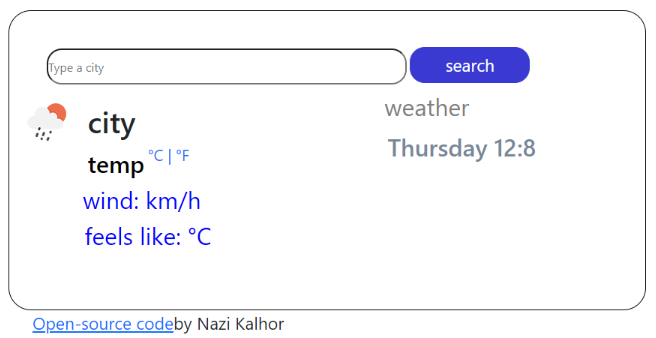 Type a city
search
city
weather
temp °C | °F
Thursday 12:8
wind: km/h
feels like: °C
Open-source codeby Nazi Kalhor